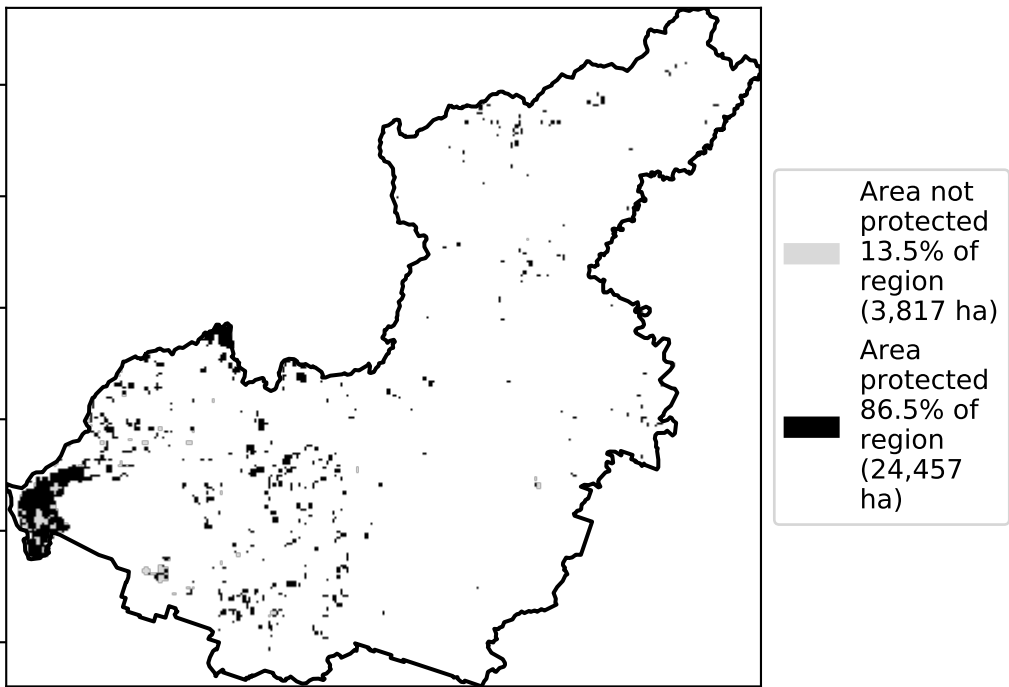 Area not
protected
13.5% of
region
(3,817 ha)
Area
protected
86.5% of
region
(24,457
ha)